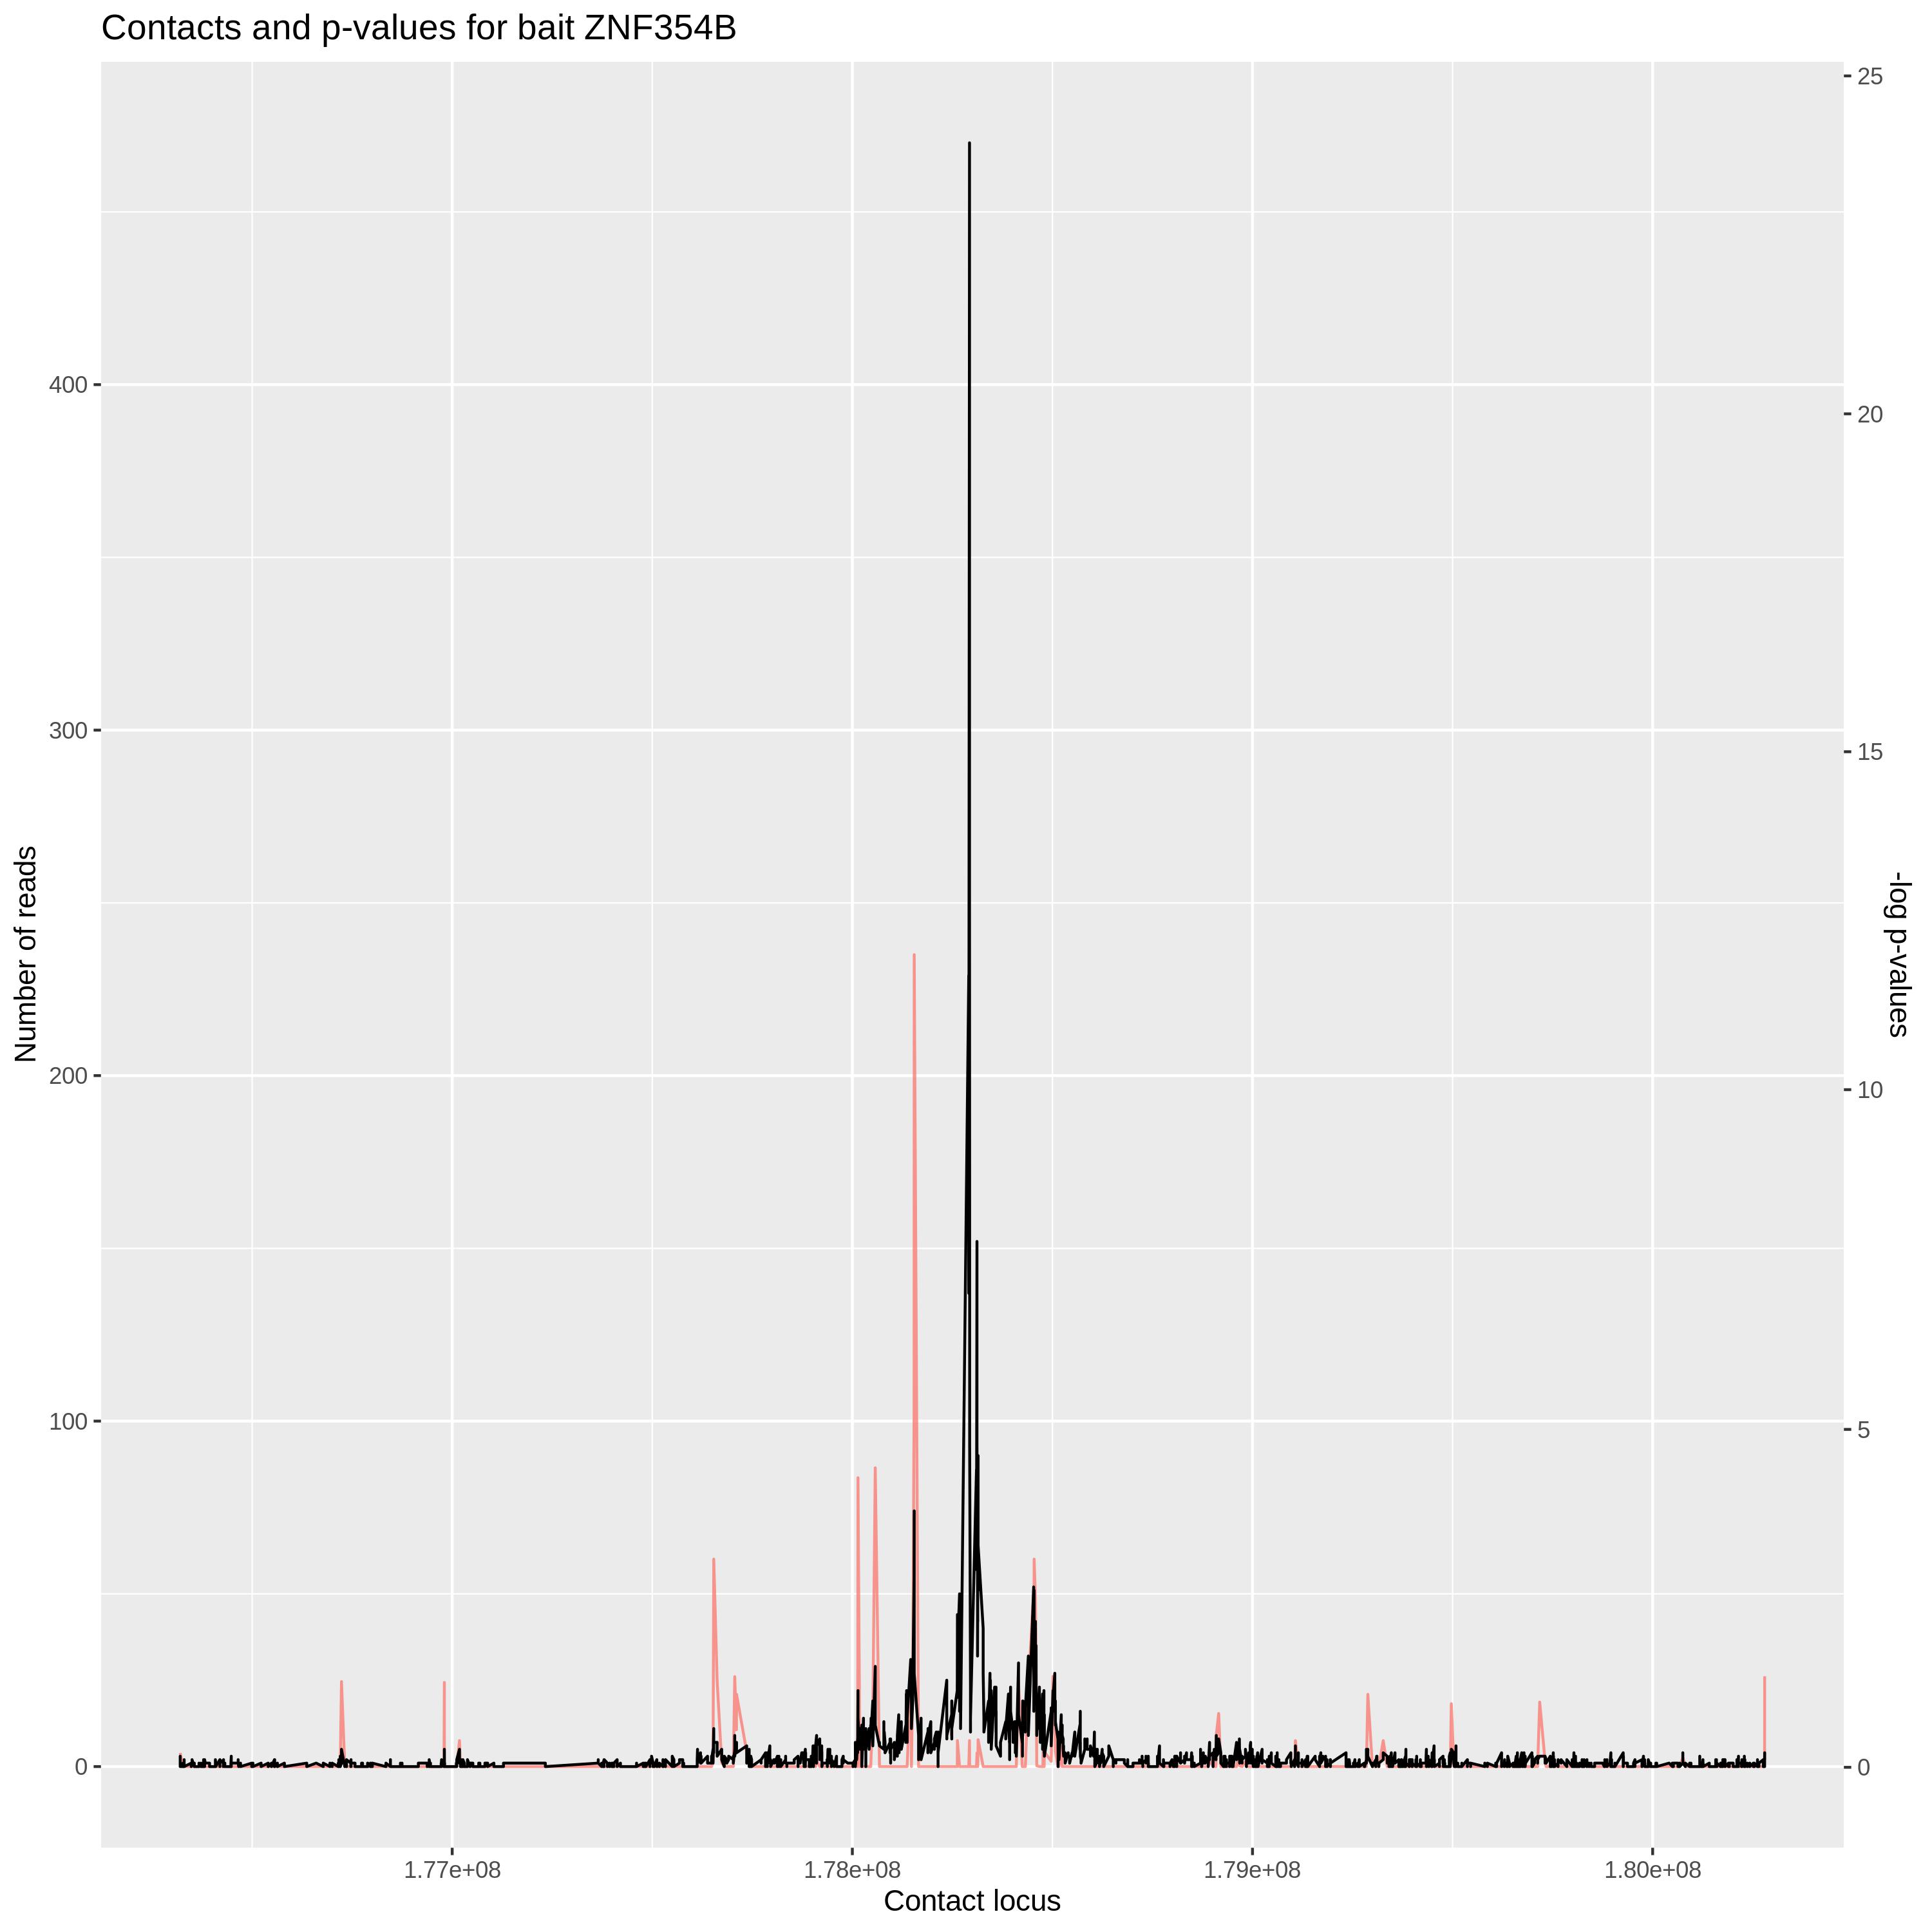 Contacts and p-values for bait ZNF354B
25
20
15
10
5
0
400
300
200
100
0
Number of reads
-log p-values
1.77e+08
1.78e+08
1.79e+08
1.80e+08
Contact locus